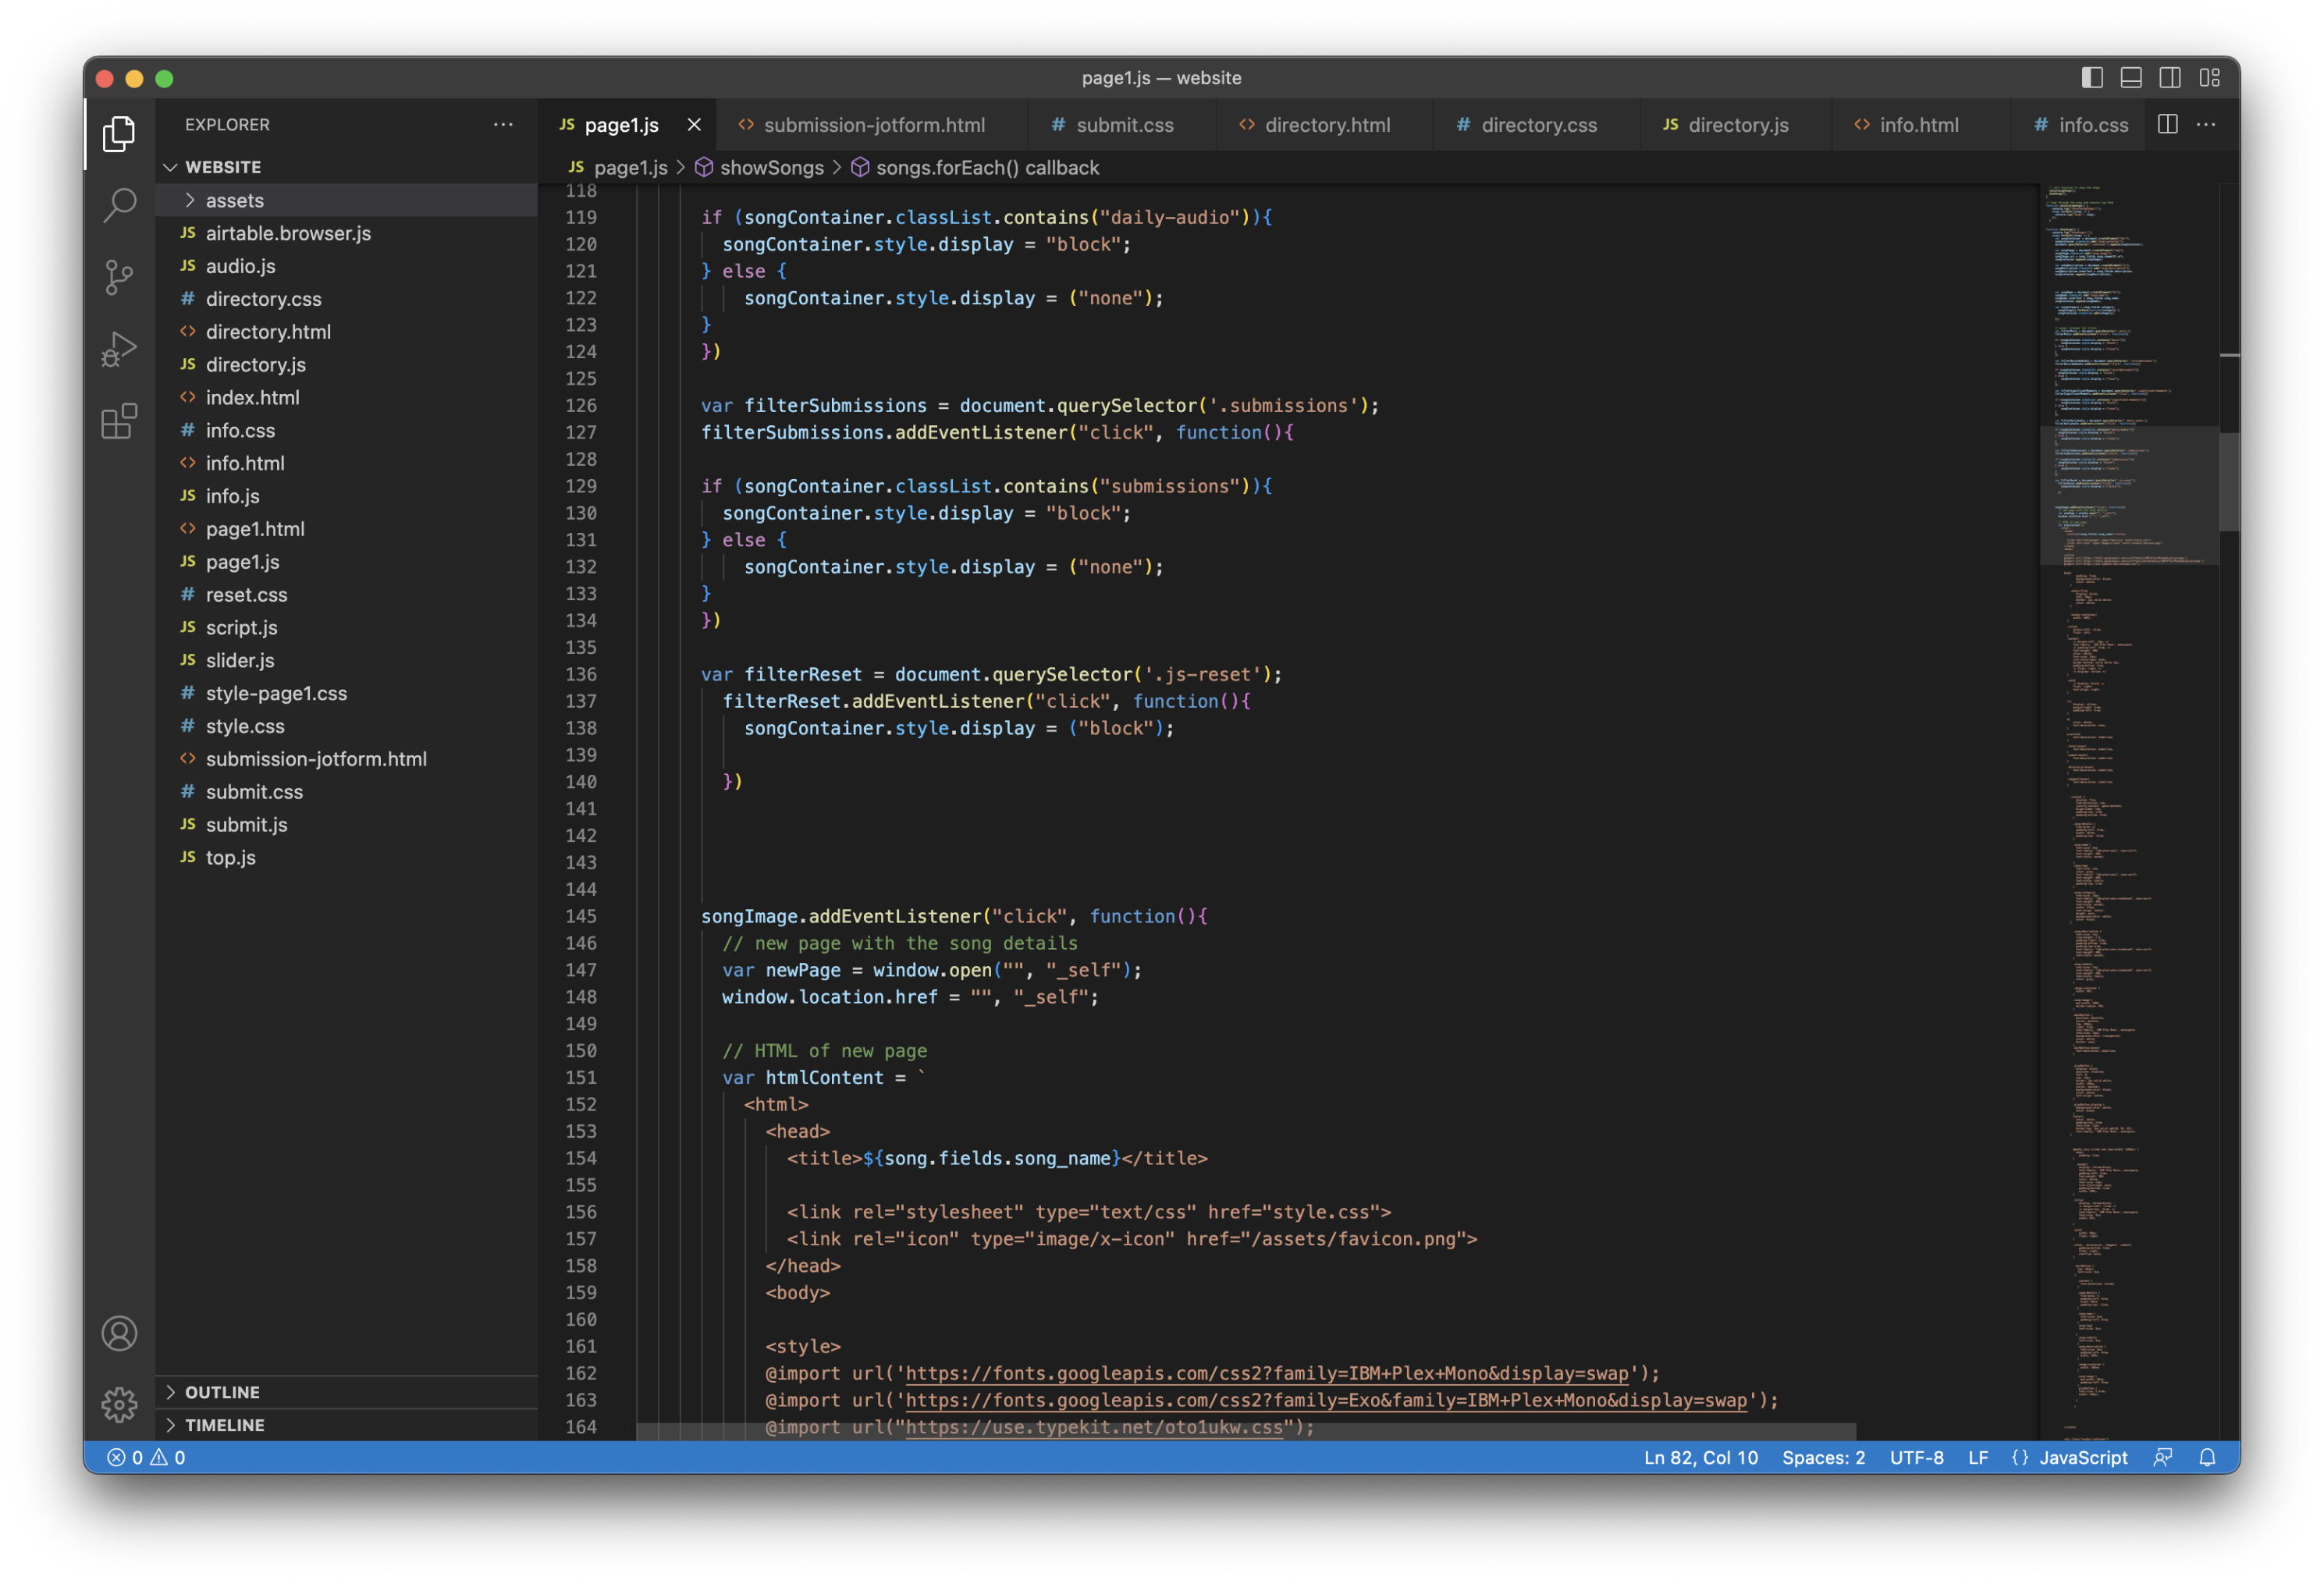 page1.js — website
EXPLORER
WEBSITE
assets
airtable.browser.js
audio.js
directory.css
directory.html
directory.js
index.html
info.css
info.html
info.js
page1.html
page1.js
reset.css
script.js
slider.js
style-page1.css
style.css
submission-jotform.html
submit.css
submit.js
top.js
OUTLINE
TIMELINE
page1.js submission-jotform.html submit.css directory.html directory.css directory.js info.html info.css
JS page1.js > showSongs > songs.forEach() callback
118
119 if (songContainer.classList.contains("daily-audio")){
120 songContainer.style.display = "block";
121 } else {
122 songContainer.style.display = ("none");
123 }
124 })
125
126 var filterSubmissions = document.querySelector('.submissions');
127 filterSubmissions.addEventListener("click", function(){
128
129 if (songContainer.classList.contains("submissions")){
130 songContainer.style.display = "block";
131 } else {
132 songContainer.style.display = ("none");
133 }
134 })
135
136 var filterReset = document.querySelector('.js-reset');
137 filterReset.addEventListener("click", function(){
138 songContainer.style.display = ("block");
139
140 })
141
142
143
144
145 songImage.addEventListener("click", function(){
146 // new page with the song details
147 var newPage = window.open("", "_self");
148 window.location.href = "", "_self";
149
150 // HTML of new page
151 var htmlContent = `
152 <html>
153 <head>
154 <title>${song.fields.song_name}</title>
155
156 <link rel="stylesheet" type="text/css" href="style.css">
157 <link rel="icon" type="image/x-icon" href="/assets/favicon.png">
158 </head>
159 <body>
160
161 <style>
162 @import url('https://fonts.googleapis.com/css2?family=IBM+Plex+Mono&display=swap');
163 @import url('https://fonts.googleapis.com/css2?family=Exo&family=IBM+Plex+Mono&display=swap');
164 @import url("https://use.typekit.net/oto1ukw.css");
0 0 Ln 82, Col 10 Spaces: 2 UTF-8 LF {} JavaScript